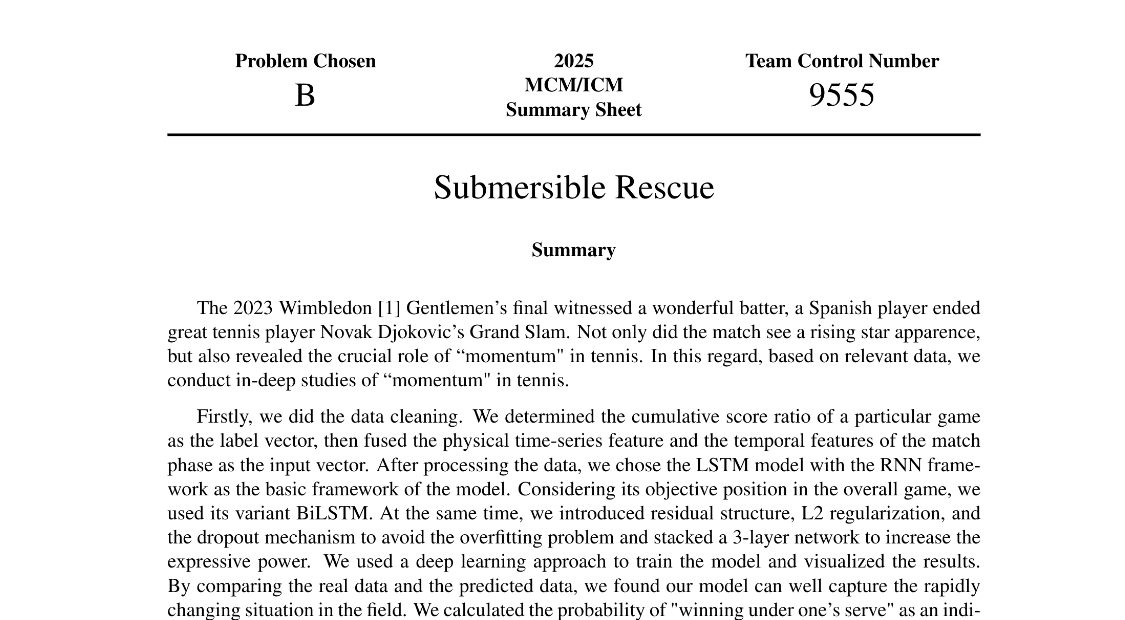 Problem Chosen
B
2025
MCM/ICM
Summary Sheet
Team Control Number
9555
Submersible Rescue
Summary
The 2023 Wimbledon [1] Gentlemen's final witnessed a wonderful batter, a Spanish player ended
great tennis player Novak Djokovic's Grand Slam. Not only did the match see a rising star apparence,
but also revealed the crucial role of “momentum" in tennis. In this regard, based on relevant data, we
conduct in-deep studies of “momentum" in tennis.
Firstly, we did the data cleaning. We determined the cumulative score ratio of a particular game
as the label vector, then fused the physical time-series feature and the temporal features of the match
phase as the input vector. After processing the data, we chose the LSTM model with the RNN frame-
work as the basic framework of the model. Considering its objective position in the overall game, we
used its variant BiLSTM. At the same time, we introduced residual structure, L2 regularization, and
the dropout mechanism to avoid the overfitting problem and stacked a 3-layer network to increase the
expressive power. We used a deep learning approach to train the model and visualized the results.
By comparing the real data and the predicted data, we found our model can well capture the rapidly
changing situation in the field. We calculated the probability of "winning under one's serve" as an indi-